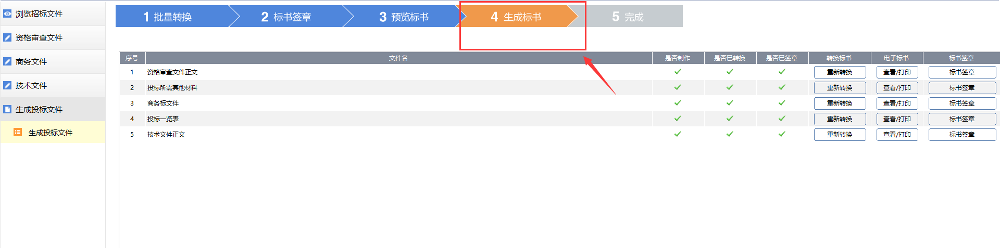 浏览招标文件
资格审查文件
商务文件
技术文件
生成投标文件
生成投标文件
1 批量转换 2 标书签章 3 预览标书 4 生成标书 5 完成
序号 文件名 是否制作 是否已转换 是否已签章 转换标书 电子标书 标书签章
1 资格审查文件正文 重新转换 查看/打印 标书签章
2 投标所需其他材料 重新转换 查看/打印 标书签章
3 商务标文件 重新转换 查看/打印 标书签章
4 投标一览表 重新转换 查看/打印 标书签章
5 技术文件正文 重新转换 查看/打印 标书签章